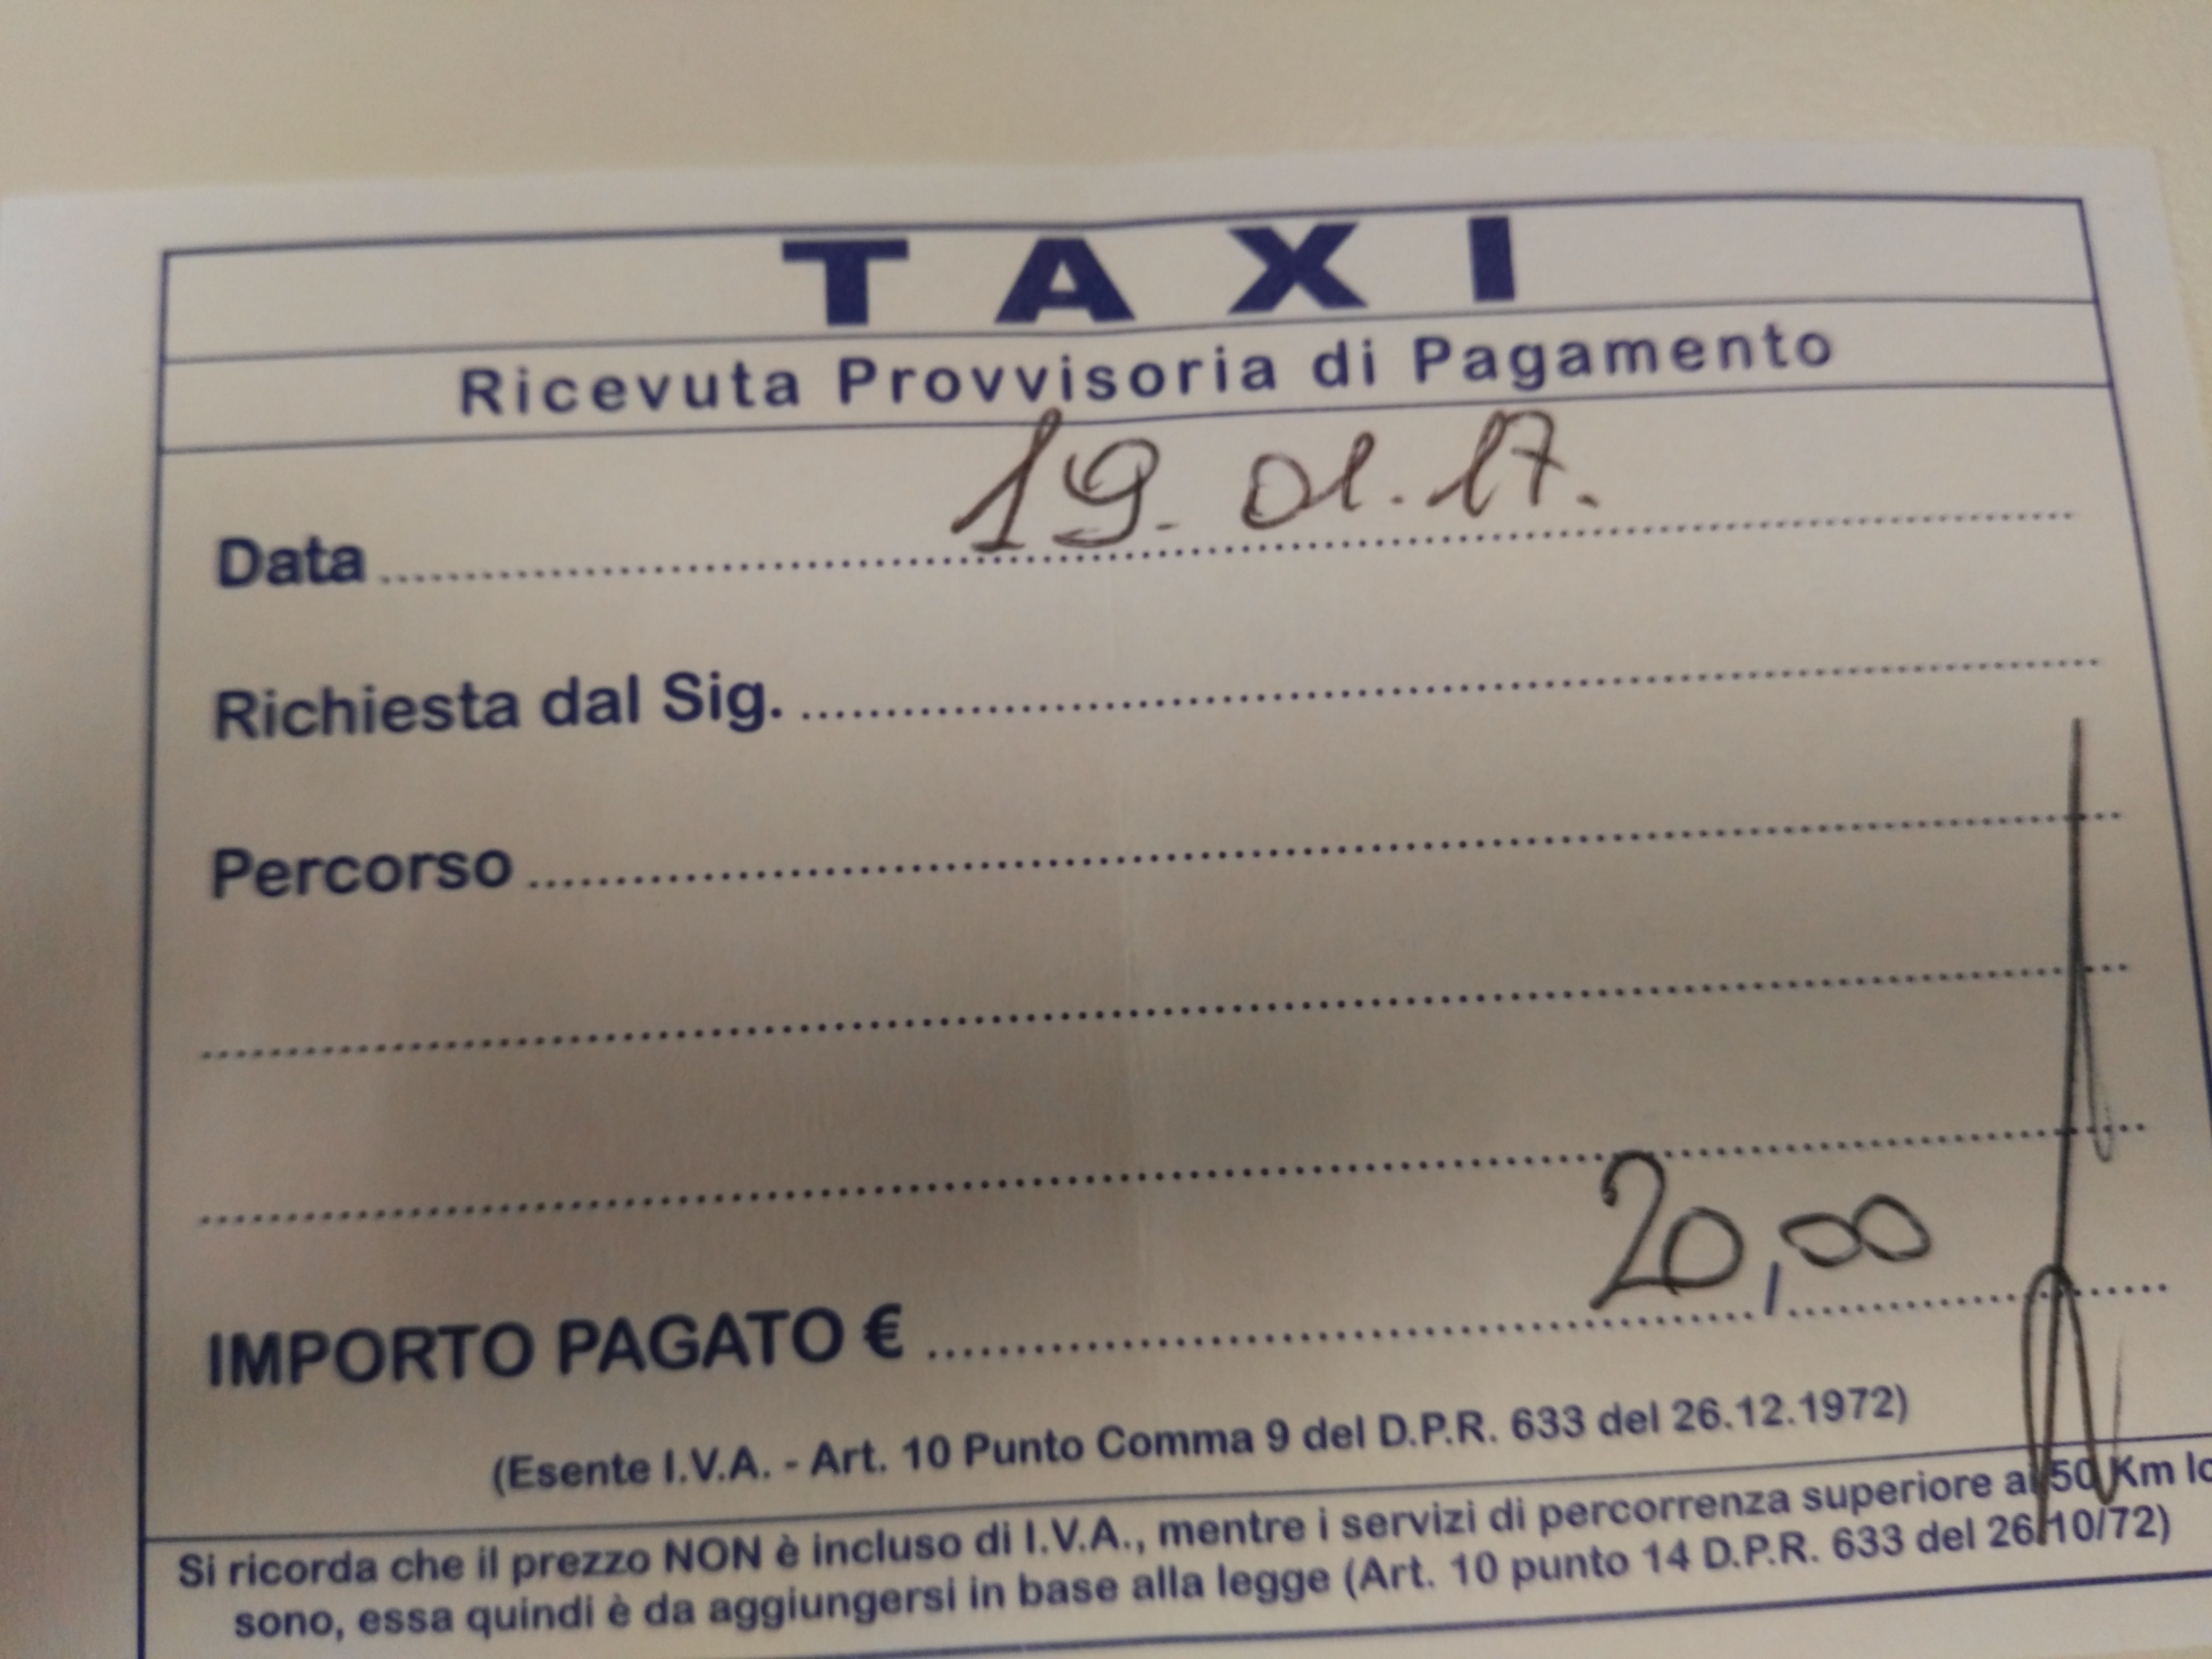 TAXI
Ricevuta Provvisoria di Pagamento
Data 19.01.17.
Richiesta dal Sig.
Percorso
IMPORTO PAGATO € 20,00
(Esente I.V.A. - Art. 10 Punto Comma 9 del D.P.R. 633 del 26.12.1972)
Si ricorda che il prezzo NON è incluso di I.V.A., mentre i servizi di percorrenza superiore ai 50 Km lo
sono, essa quindi è da aggiungersi in base alla legge (Art. 10 punto 14 D.P.R. 633 del 26/10/72)